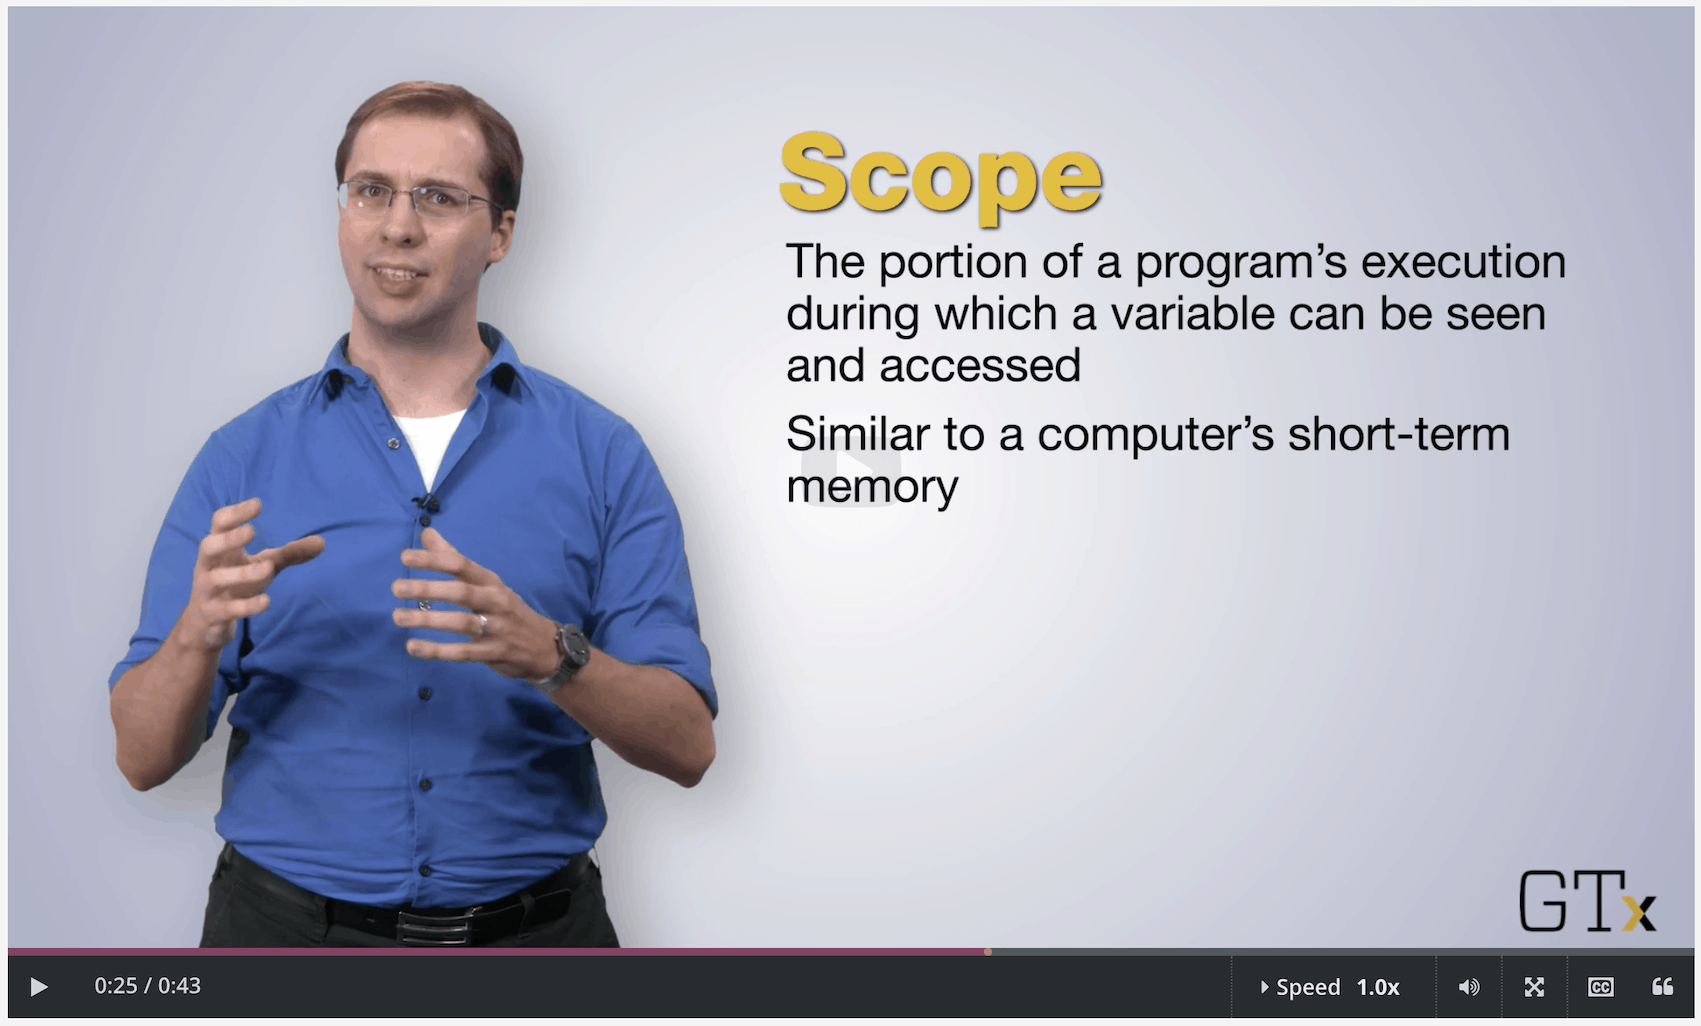 Scope
The portion of a program’s execution
during which a variable can be seen
and accessed
Similar to a computer’s short-term
memory
GTx
0:25 / 0:43
Speed 1.0x
CC